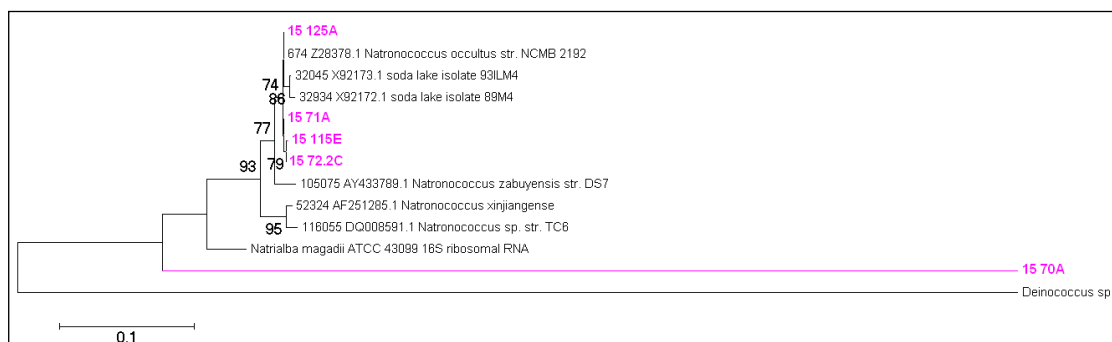 15 125A
674 Z28378.1 Natronococcus occultus str. NCMB 2192
32045 X92173.1 soda lake isolate 93ILM4
74
86
32934 X92172.1 soda lake isolate 89M4
15 71A
77
15 115E
79
15 72.2C
93
105075 AY433789.1 Natronococcus zabuyensis str. DS7
52324 AF251285.1 Natronococcus xinjiangense
95
116055 DQ008591.1 Natronococcus sp. str. TC6
Natrialba magadii ATCC 43099 16S ribosomal RNA
15 70A
Deinococcus sp
0.1